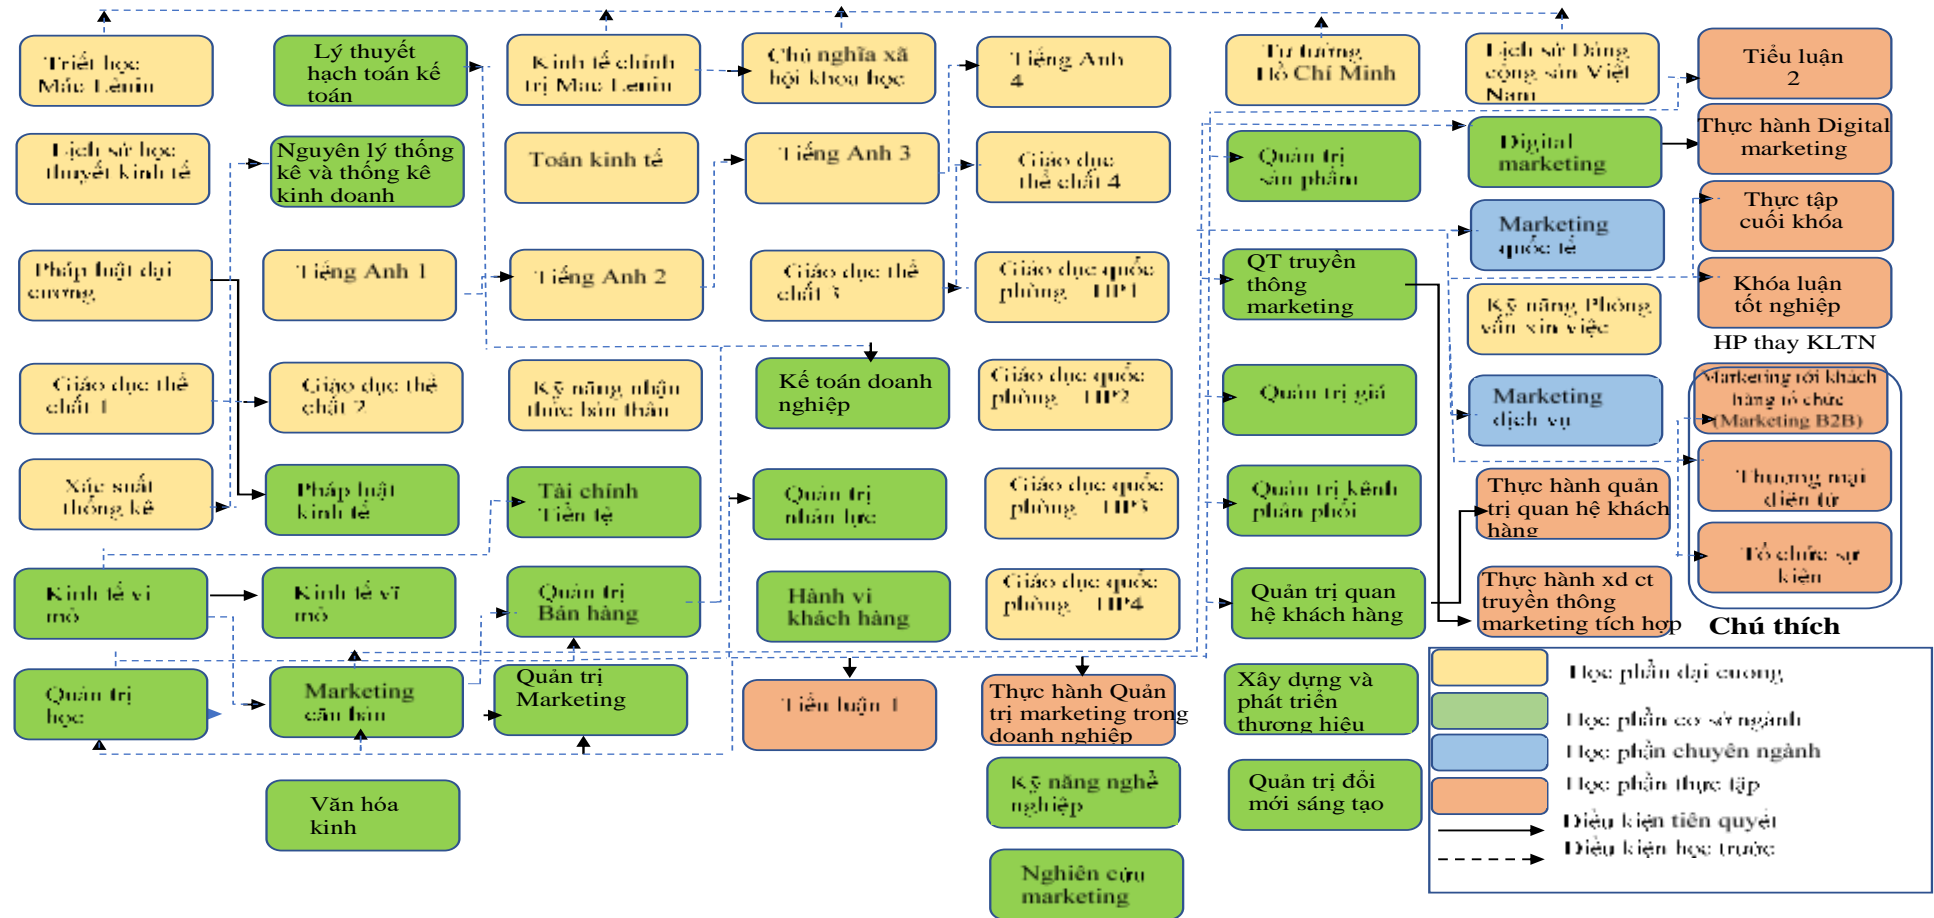 Triết học
Mác Lênin
Lịch sử học
thuyết kinh tế
Pháp luật đại
cương
Giáo dục thể
chất 1
Xác suất
thống kê
Kinh tế vi
mô
Quản trị
học
Lý thuyết
hạch toán kế
toán
Nguyên lý thống
kê và thống kê
kinh doanh
Tiếng Anh 1
Giáo dục thể
chất 2
Pháp luật
kinh tế
Kinh tế vĩ
mô
Marketing
căn bản
Văn hóa
kinh
Kinh tế chính
trị Mác Lênin
Toán kinh tế
Tiếng Anh 2
Kỹ năng nhận
thức bản thân
Tài chính
Tiền tệ
Quản trị
Bán hàng
Quản trị
Marketing
Chủ nghĩa xã
hội khoa học
Tiếng Anh 3
Giáo dục thể
chất 3
Kế toán doanh
nghiệp
Quản trị
nhân lực
Hành vi
khách hàng
Tiểu luận 1
Tiếng Anh
4
Giáo dục
thể chất 4
Giáo dục quốc
phòng HP1
Giáo dục quốc
phòng HP2
Giáo dục quốc
phòng HP3
Giáo dục quốc
phòng HP4
Thực hành Quản
trị marketing trong
doanh nghiệp
Kỹ năng nghề
nghiệp
Nghiên cứu
marketing
Tư tưởng
Hồ Chí Minh
Quản trị
sản phẩm
QT truyền
thông
marketing
Quản trị giá
Quản trị kênh
phân phối
Quản trị quan
hệ khách hàng
Xây dựng và
phát triển
thương hiệu
Quản trị đổi
mới sáng tạo
Lịch sử Đảng
cộng sản Việt
Nam
Digital
marketing
Marketing
quốc tế
Kỹ năng Phỏng
vấn xin việc
Marketing
dịch vụ
Thực hành quản
trị quan hệ khách
hàng
Thực hành xd ct
truyền thông
marketing tích hợp
Tiểu luận
2
Thực hành Digital
marketing
Thực tập
cuối khóa
Khóa luận
tốt nghiệp
HP thay KLTN
Marketing tới khách
hàng tổ chức
(Marketing B2B)
Thương mại
điện tử
Tổ chức sự
kiện
Chú thích
Học phần đại cương
Học phần cơ sở ngành
Học phần chuyên ngành
Học phần thực tập
Điều kiện tiên quyết
Điều kiện học trước